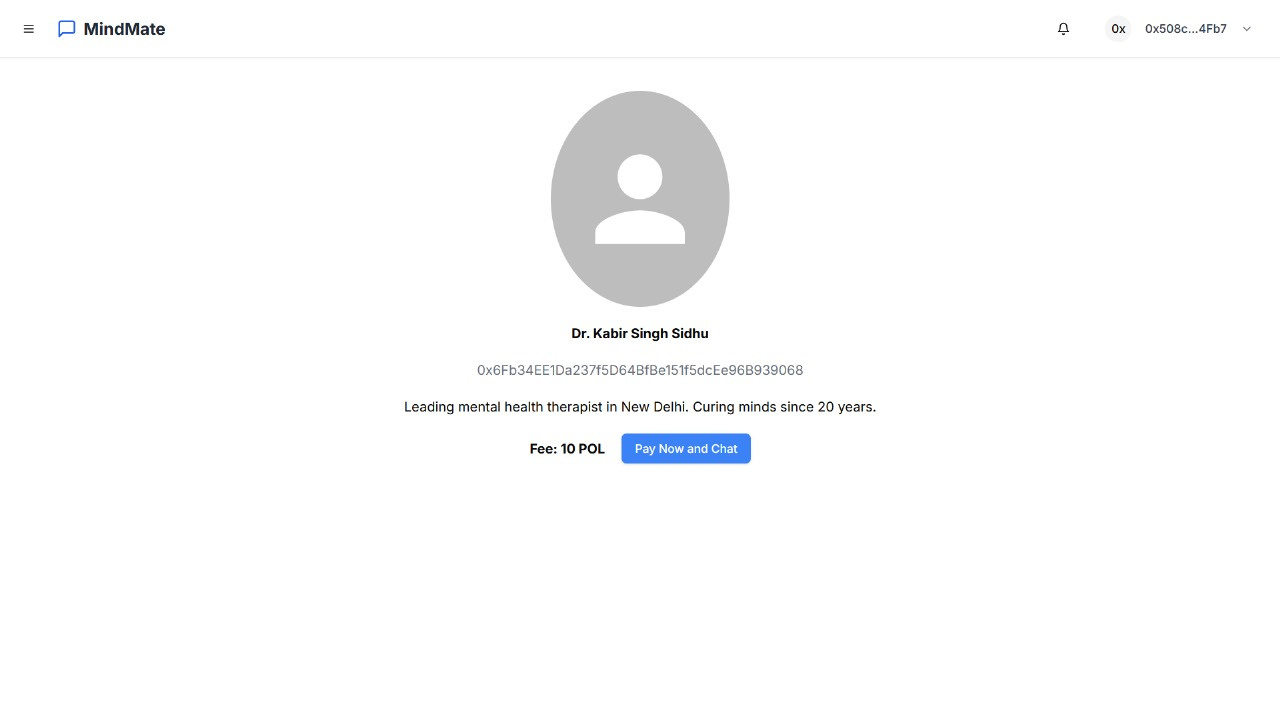 MindMate
0x 0x508c...4Fb7
Dr. Kabir Singh Sidhu
0x6Fb34EE1Da237f5D64BfBe151f5dcEe96B939068
Leading mental health therapist in New Delhi. Curing minds since 20 years.
Fee: 10 POL Pay Now and Chat